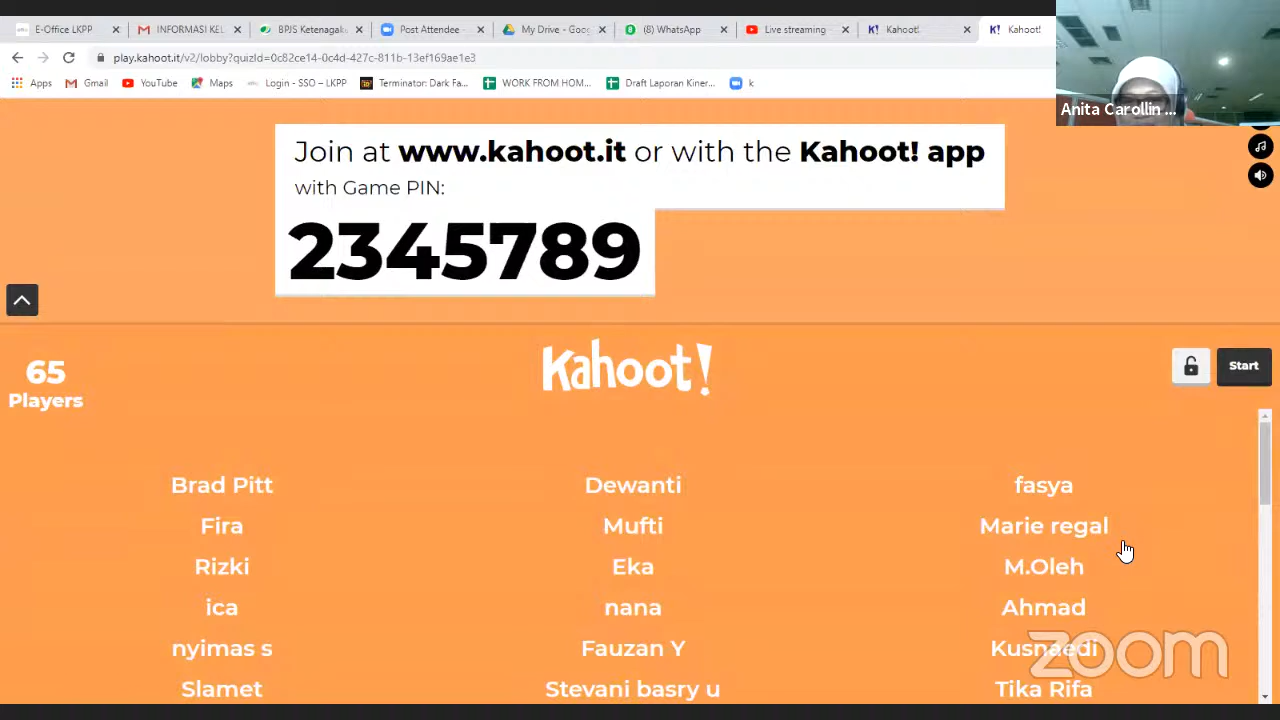 E-Office LKPP
INFORMASI KEL
BPJS Ketenagaku
Post Attendee -
My Drive - Goog
(8) WhatsApp
Live streaming -
Kahoot!
Kahoot!
play.kahoot.it/v2/lobby?quizId=0c82ce14-0c4d-427c-811b-13ef169ae1e3
Apps
Gmail
YouTube
Maps
Login - SSO – LKPP
Terminator: Dark Fa...
WORK FROM HOM...
Draft Laporan Kiner...
k
Anita Carollin ...
Join at www.kahoot.it or with the Kahoot! app
with Game PIN:
2345789
65
Players
Kahoot!
Start
Brad Pitt
Dewanti
fasya
Fira
Mufti
Marie regal
Rizki
Eka
M.Oleh
ica
nana
Ahmad
nyimas s
Fauzan Y
Kusnaedi
Slamet
Stevani basry u
Tika Rifa
zoom